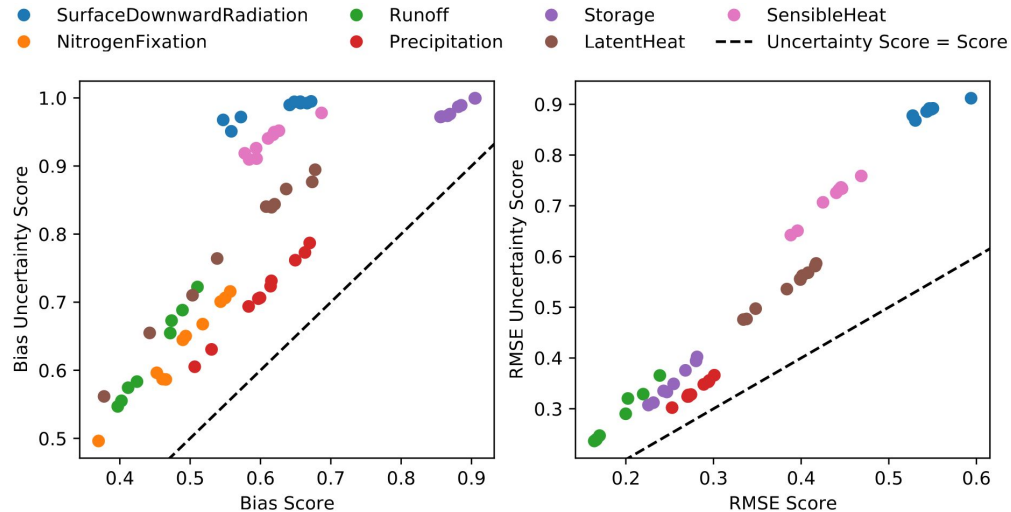 SurfaceDownwardRadiation Runoff Storage SensibleHeat
NitrogenFixation Precipitation LatentHeat Uncertainty Score = Score
1.0
0.9
0.8
0.7
0.6
0.5
Bias Uncertainty Score
0.4 0.5 0.6 0.7 0.8 0.9
Bias Score
0.9
0.8
0.7
0.6
0.5
0.4
0.3
RMSE Uncertainty Score
0.2 0.3 0.4 0.5 0.6
RMSE Score